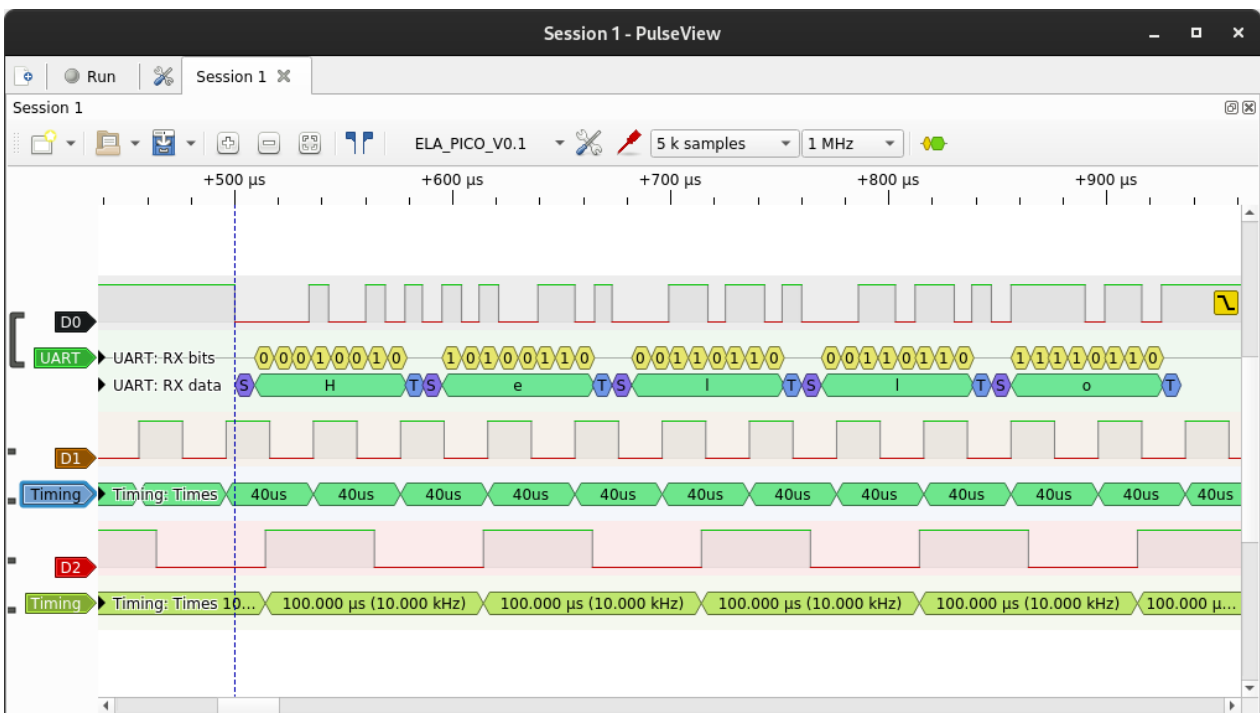 Session 1 - PulseView
Run
Session 1
Session 1
ELA_PICO_V0.1
5 k samples
1 MHz
+500 µs +600 µs +700 µs +800 µs +900 µs
D0
UART UART: RX bits 0 0 0 1 0 0 1 0 1 0 1 0 0 1 1 0 0 0 1 1 0 1 1 0 0 0 1 1 0 1 1 0 1 1 1 1 0 1 1 0
UART: RX data S H T S e T S l T S l T S o T
D1
Timing Timing: Times 40us 40us 40us 40us 40us 40us 40us 40us 40us 40us 40us 40us
D2
Timing Timing: Times 10... 100.000 µs (10.000 kHz) 100.000 µs (10.000 kHz) 100.000 µs (10.000 kHz) 100.000 µs (10.000 kHz) 100.000 µ...